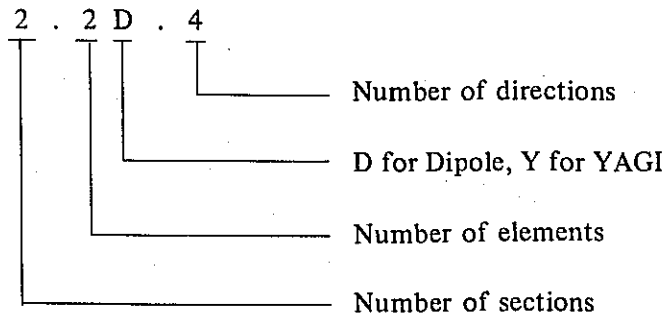 2 . 2 D . 4
Number of directions
D for Dipole, Y for YAGI
Number of elements
Number of sections